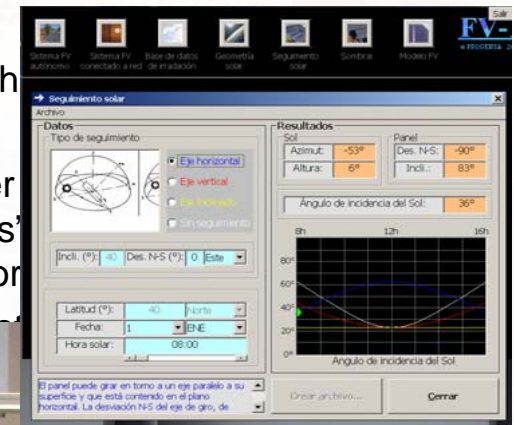 Salir
FV-
PROGENSA
Sistema FV autónomo
Sistema FV conectado a red
Base de datos de irradación
Geometría solar
Seguimiento solar
Sombras
Modelo FV
Seguimiento solar
Archivo
Datos
Tipo de seguimiento
Eje horizontal
Eje vertical
Eje inclinado
Sin seguimiento
Incli. (º): 40 Des. N-S (º): 0 Este
Latitud (º): 40 Norte
Fecha: 1 ENE
Hora solar: 08:00
El panel puede girar en torno a un eje paralelo a su
superficie y que está contenido en el plano
horizontal. La desviación N-S del eje de giro, de
Resultados
Sol
Azimut: -53º
Altura: 6º
Panel
Des. N-S: -90º
Incli.: 83º
Ángulo de incidencia del Sol: 36º
8h 12h 16h
80º
60º
40º
20º
0º
Angulo de incidencia del Sol
Crear archivo...
Cerrar
h
er
s'
or